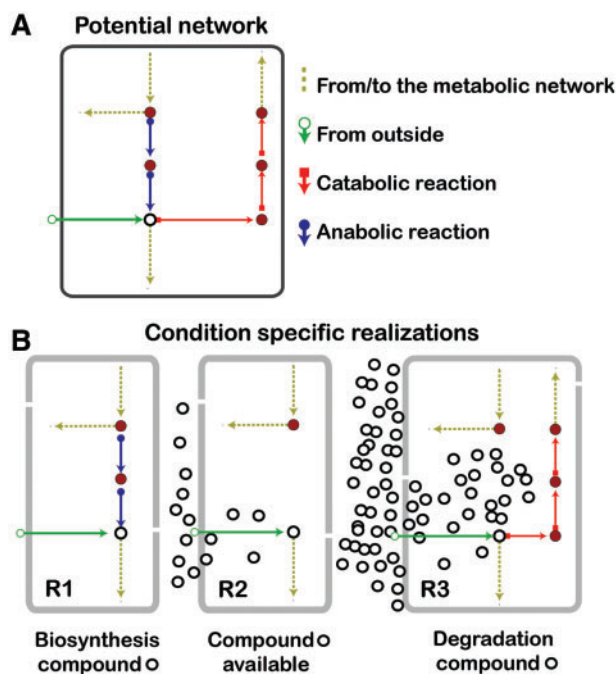 A
Potential network
From/to the metabolic network
From outside
Catabolic reaction
Anabolic reaction
B
Condition specific realizations
R1
R2
R3
Biosynthesis
compound
Compound
available
Degradation
compound